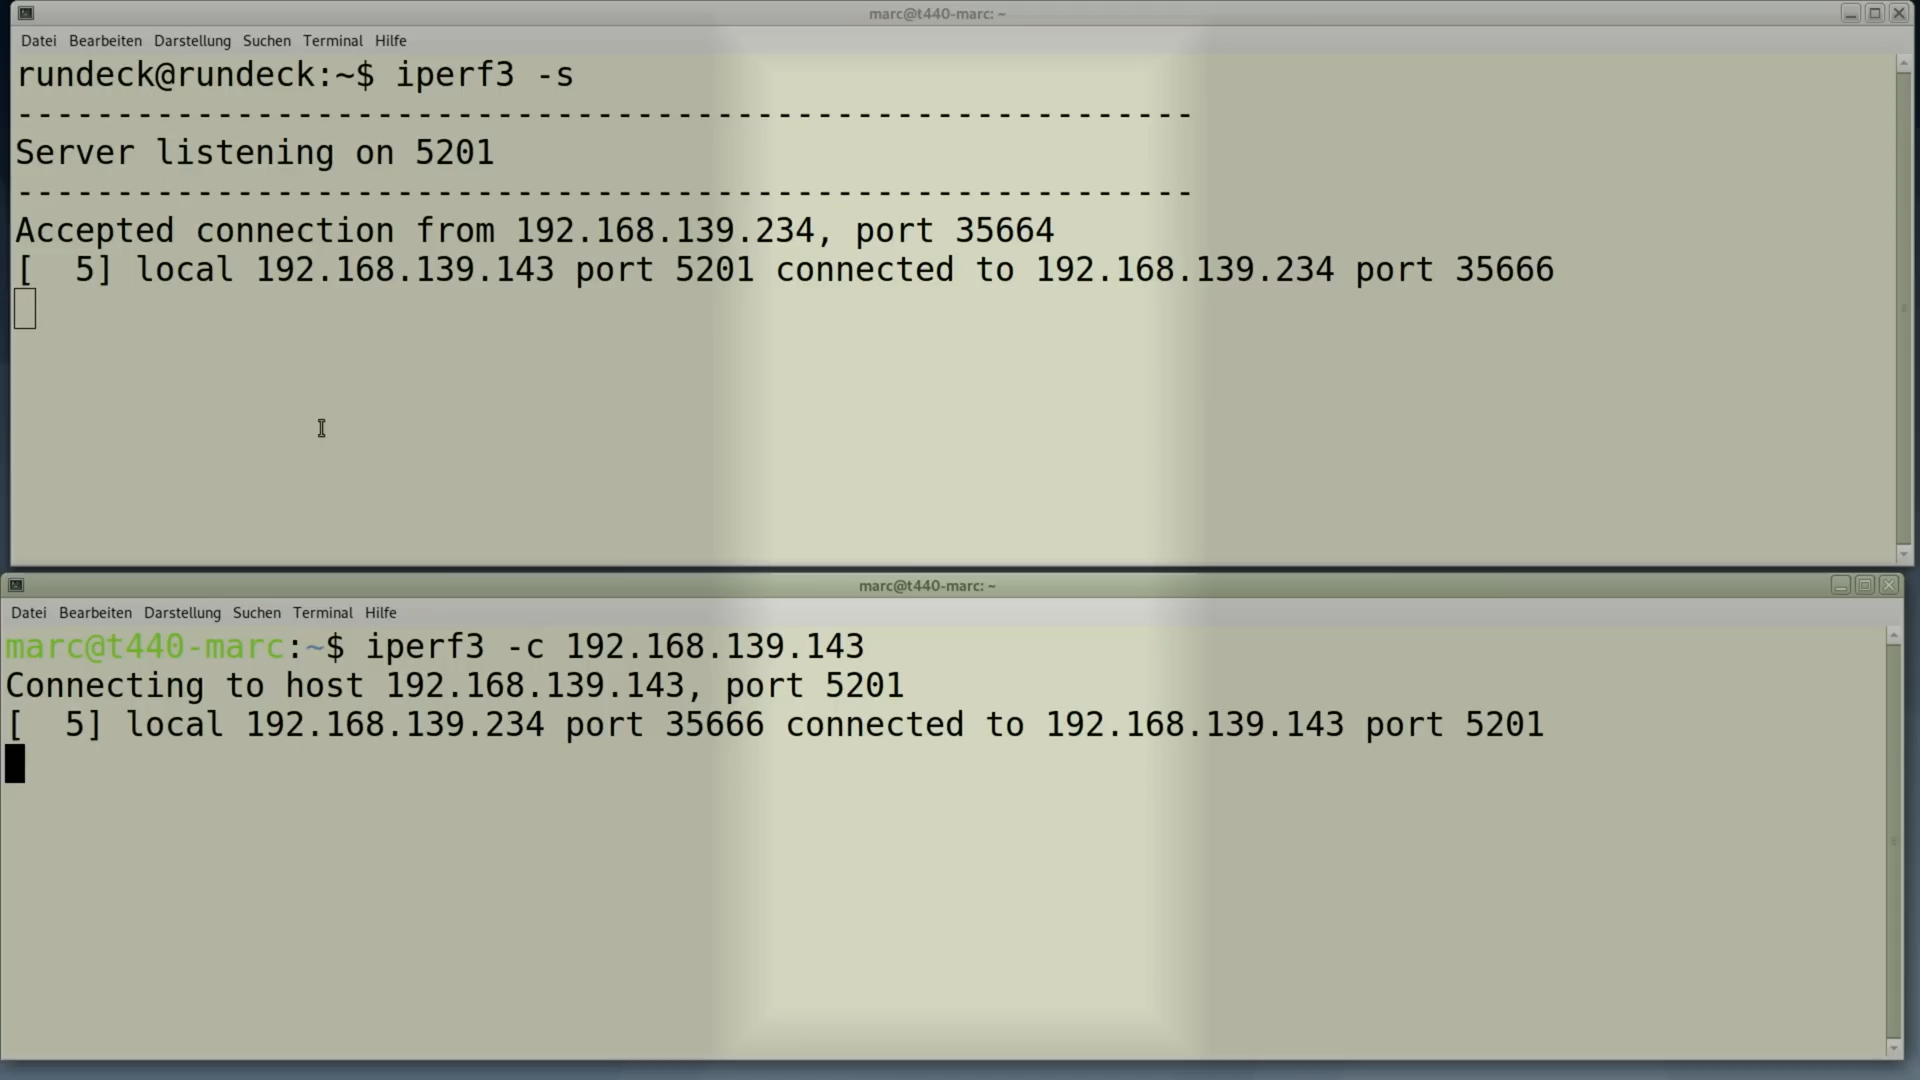 marc@t440-marc: ~
Datei Bearbeiten Darstellung Suchen Terminal Hilfe
rundeck@rundeck:~$ iperf3 -s
-----------------------------------------------------------
Server listening on 5201
-----------------------------------------------------------
Accepted connection from 192.168.139.234, port 35664
[  5] local 192.168.139.143 port 5201 connected to 192.168.139.234 port 35666
marc@t440-marc: ~
Datei Bearbeiten Darstellung Suchen Terminal Hilfe
marc@t440-marc:~$ iperf3 -c 192.168.139.143
Connecting to host 192.168.139.143, port 5201
[  5] local 192.168.139.234 port 35666 connected to 192.168.139.143 port 5201